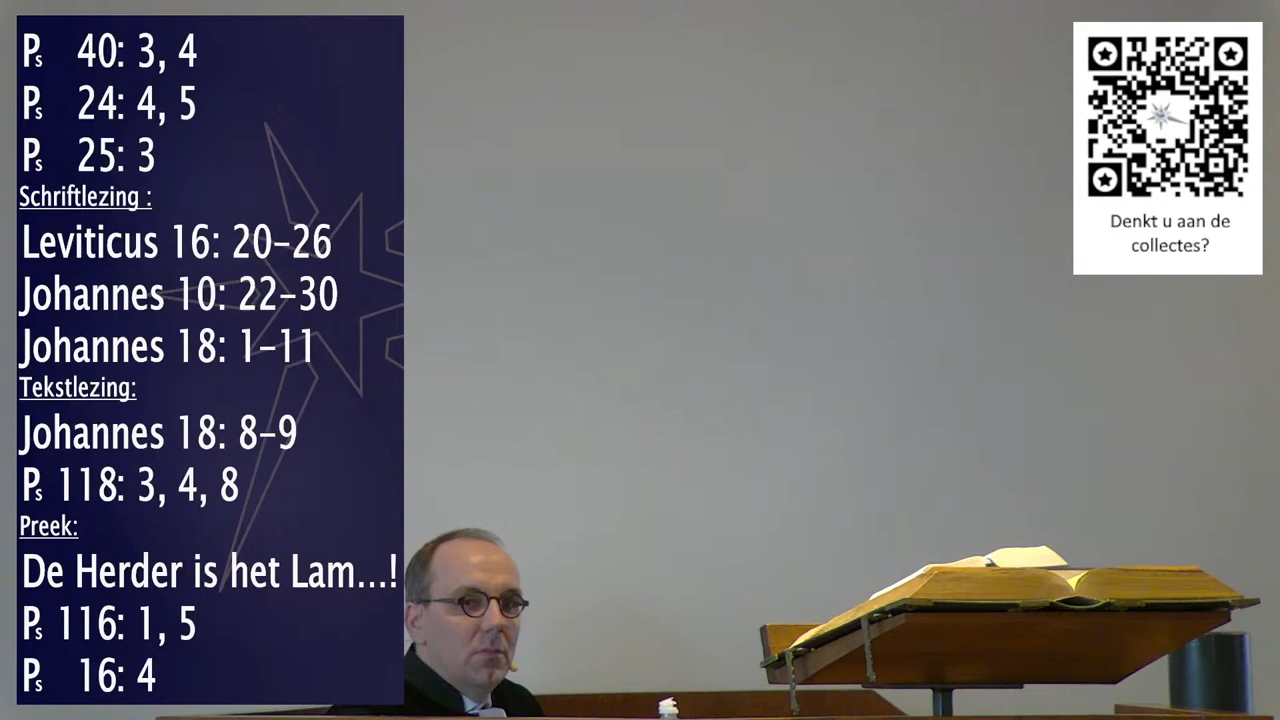 Ps 40: 3, 4
Ps 24: 4, 5
Ps 25: 3
Schriftlezing :
Leviticus 16: 20-26
Johannes 10: 22-30
Johannes 18: 1-11
Tekstlezing:
Johannes 18: 8-9
Ps 118: 3, 4, 8
Preek:
De Herder is het Lam...!
Ps 116: 1, 5
Ps 16: 4
Denkt u aan de
collectes?